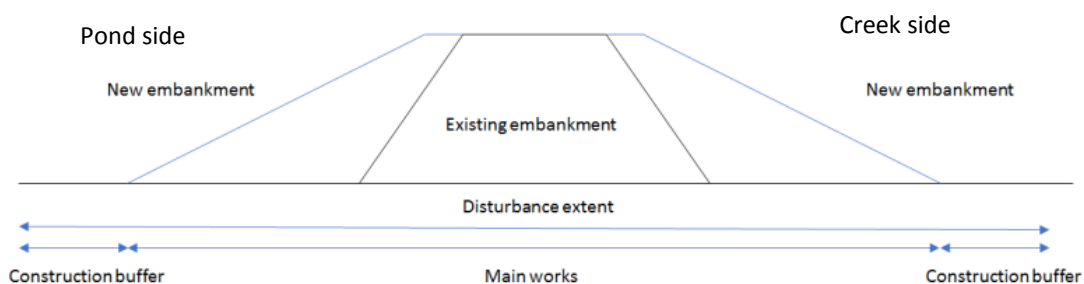 Pond side
Creek side
New embankment
New embankment
Existing embankment
Disturbance extent
Construction buffer
Main works
Construction buffer